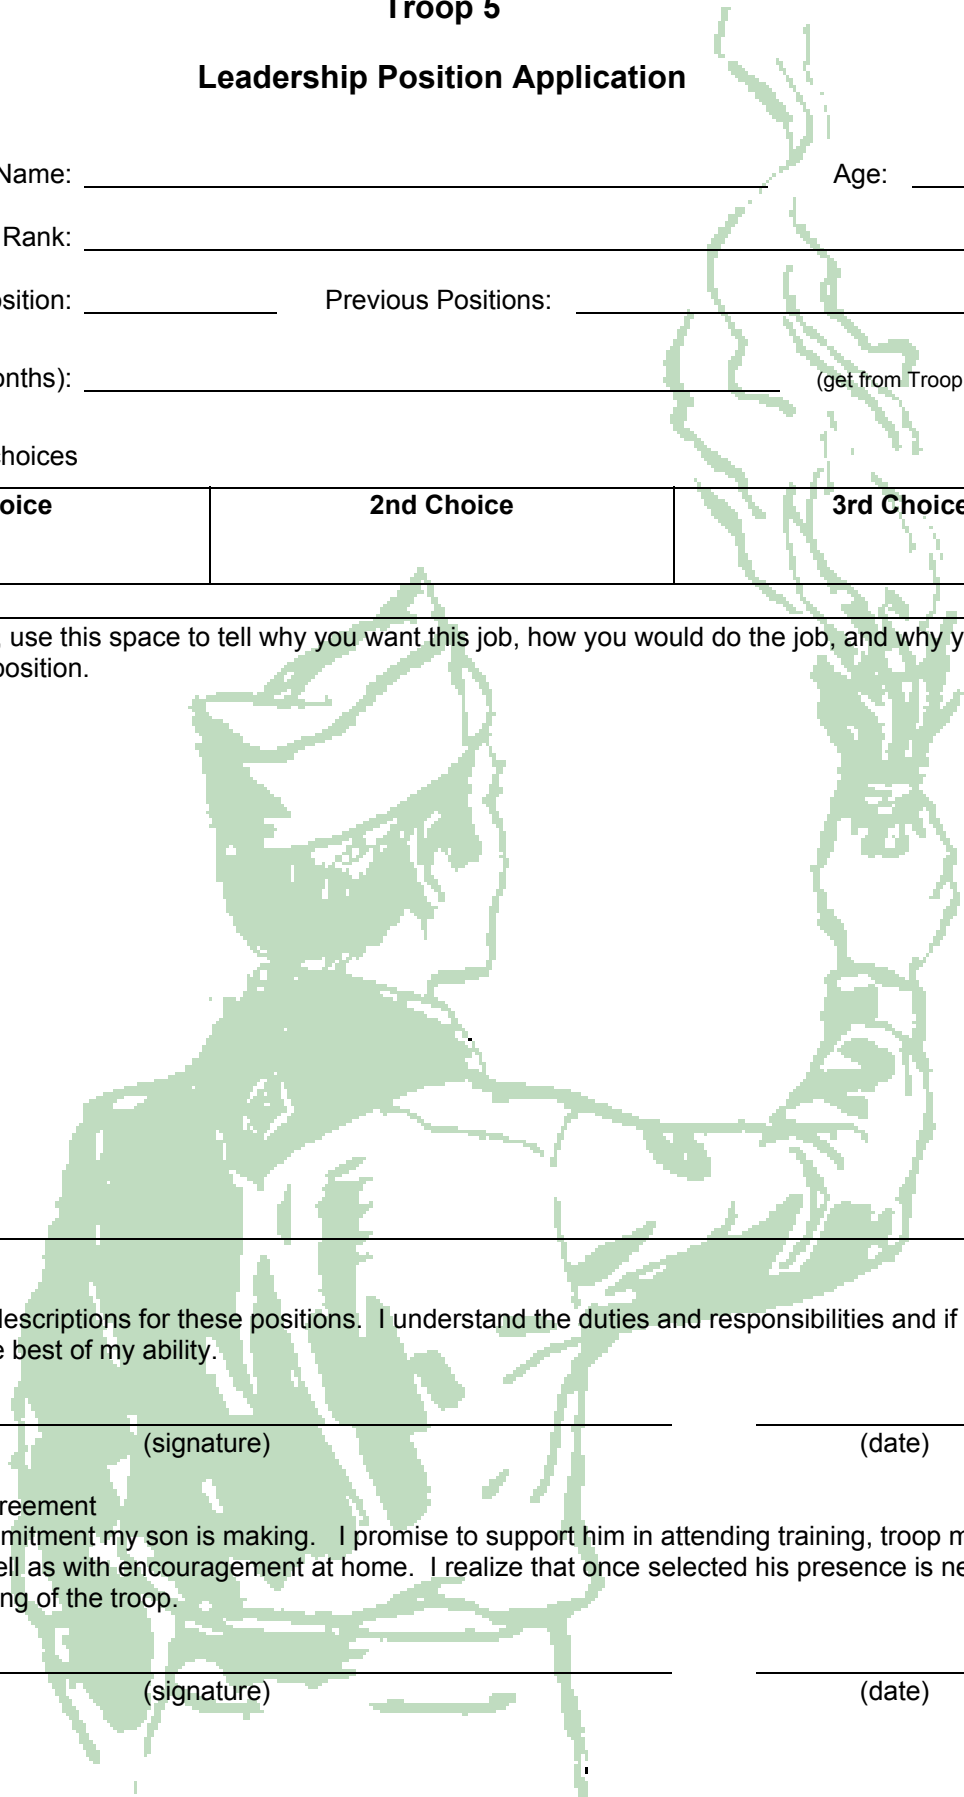 Troop 5
Leadership Position Application
Name: Age:
Rank:
sition: Previous Positions:
onths): (get from Troop
hoices
oice 2nd Choice 3rd Choice
use this space to tell why you want this job, how you would do the job, and why y
position.
descriptions for these positions. I understand the duties and responsibilities and if
e best of my ability.
(signature) (date)
reement
mitment my son is making. I promise to support him in attending training, troop m
ell as with encouragement at home. I realize that once selected his presence is ne
ng of the troop.
(signature) (date)